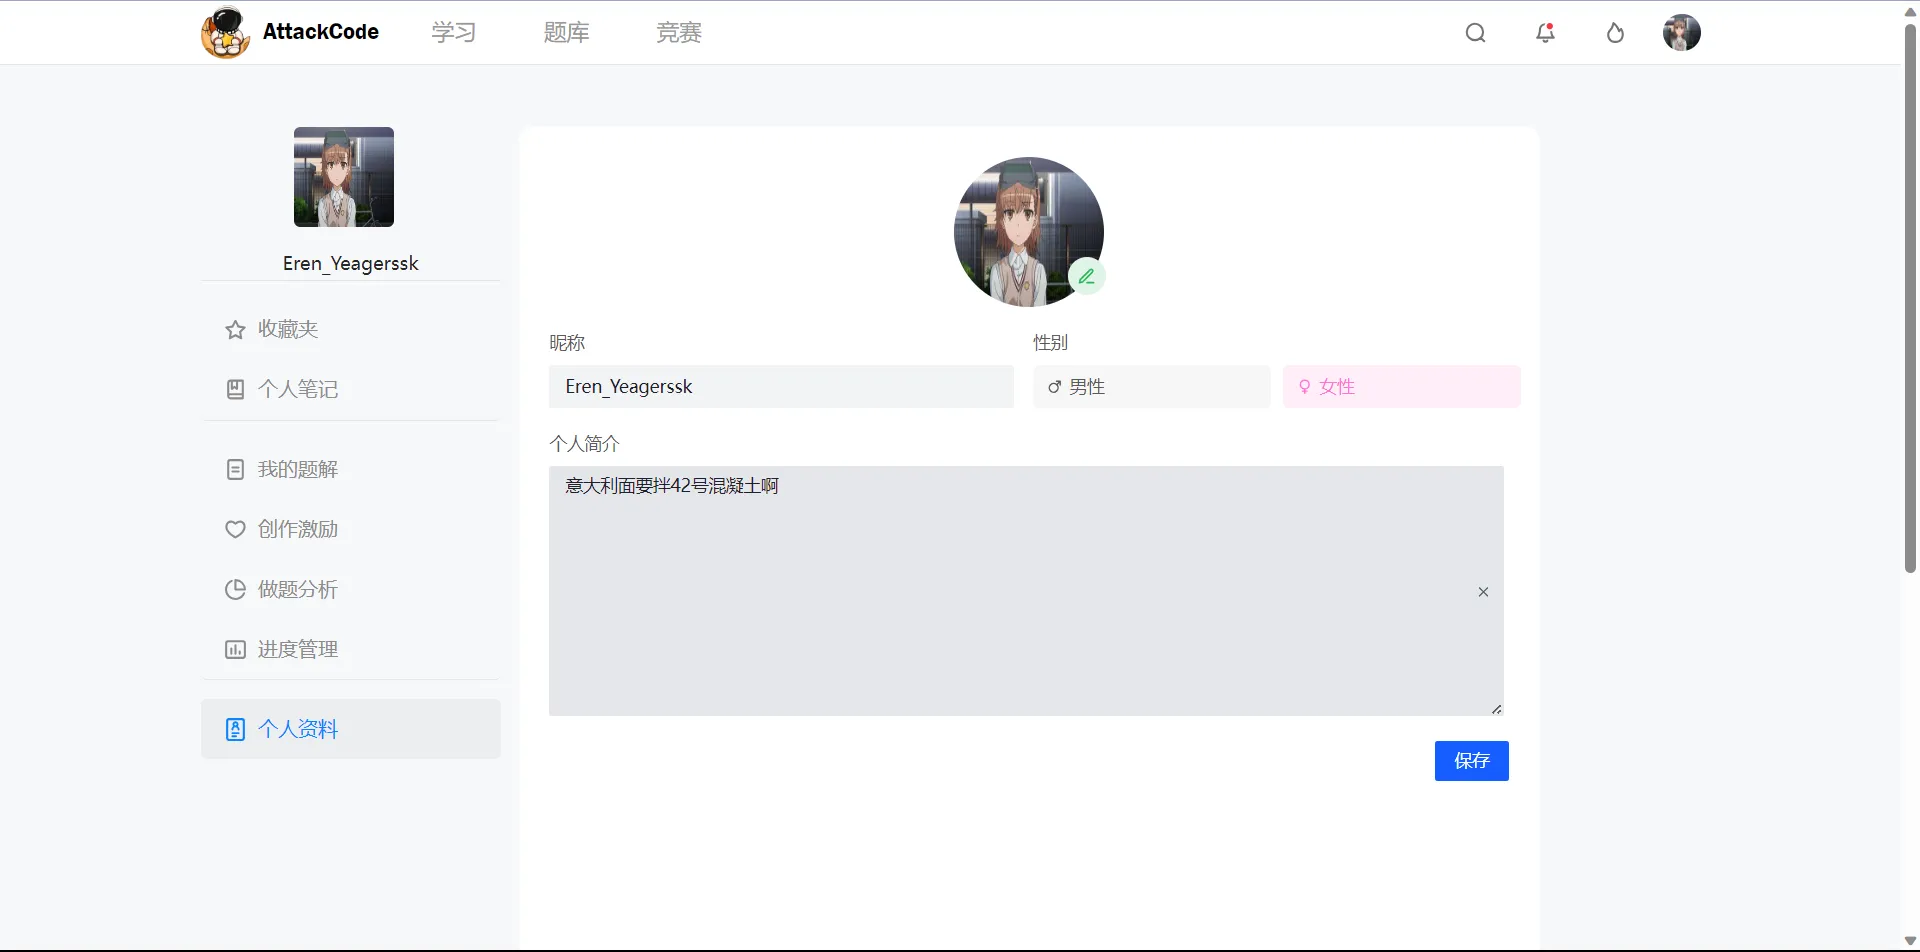 AttackCode 学习 题库 竞赛
Eren_Yeagerssk
收藏夹
个人笔记
我的题解
创作激励
做题分析
进度管理
个人资料
昵称 性别
Eren_Yeagerssk 男性 女性
个人简介
意大利面要拌42号混凝土啊
保存